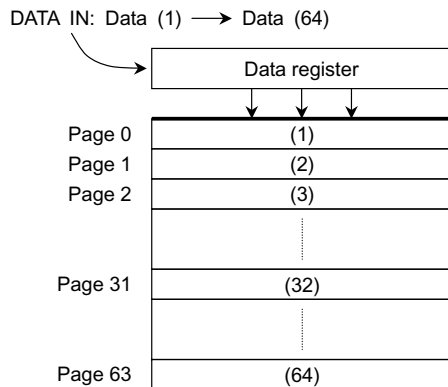 DATA IN: Data (1) → Data (64)
Data register
Page 0 (1)
Page 1 (2)
Page 2 (3)
Page 31 (32)
Page 63 (64)